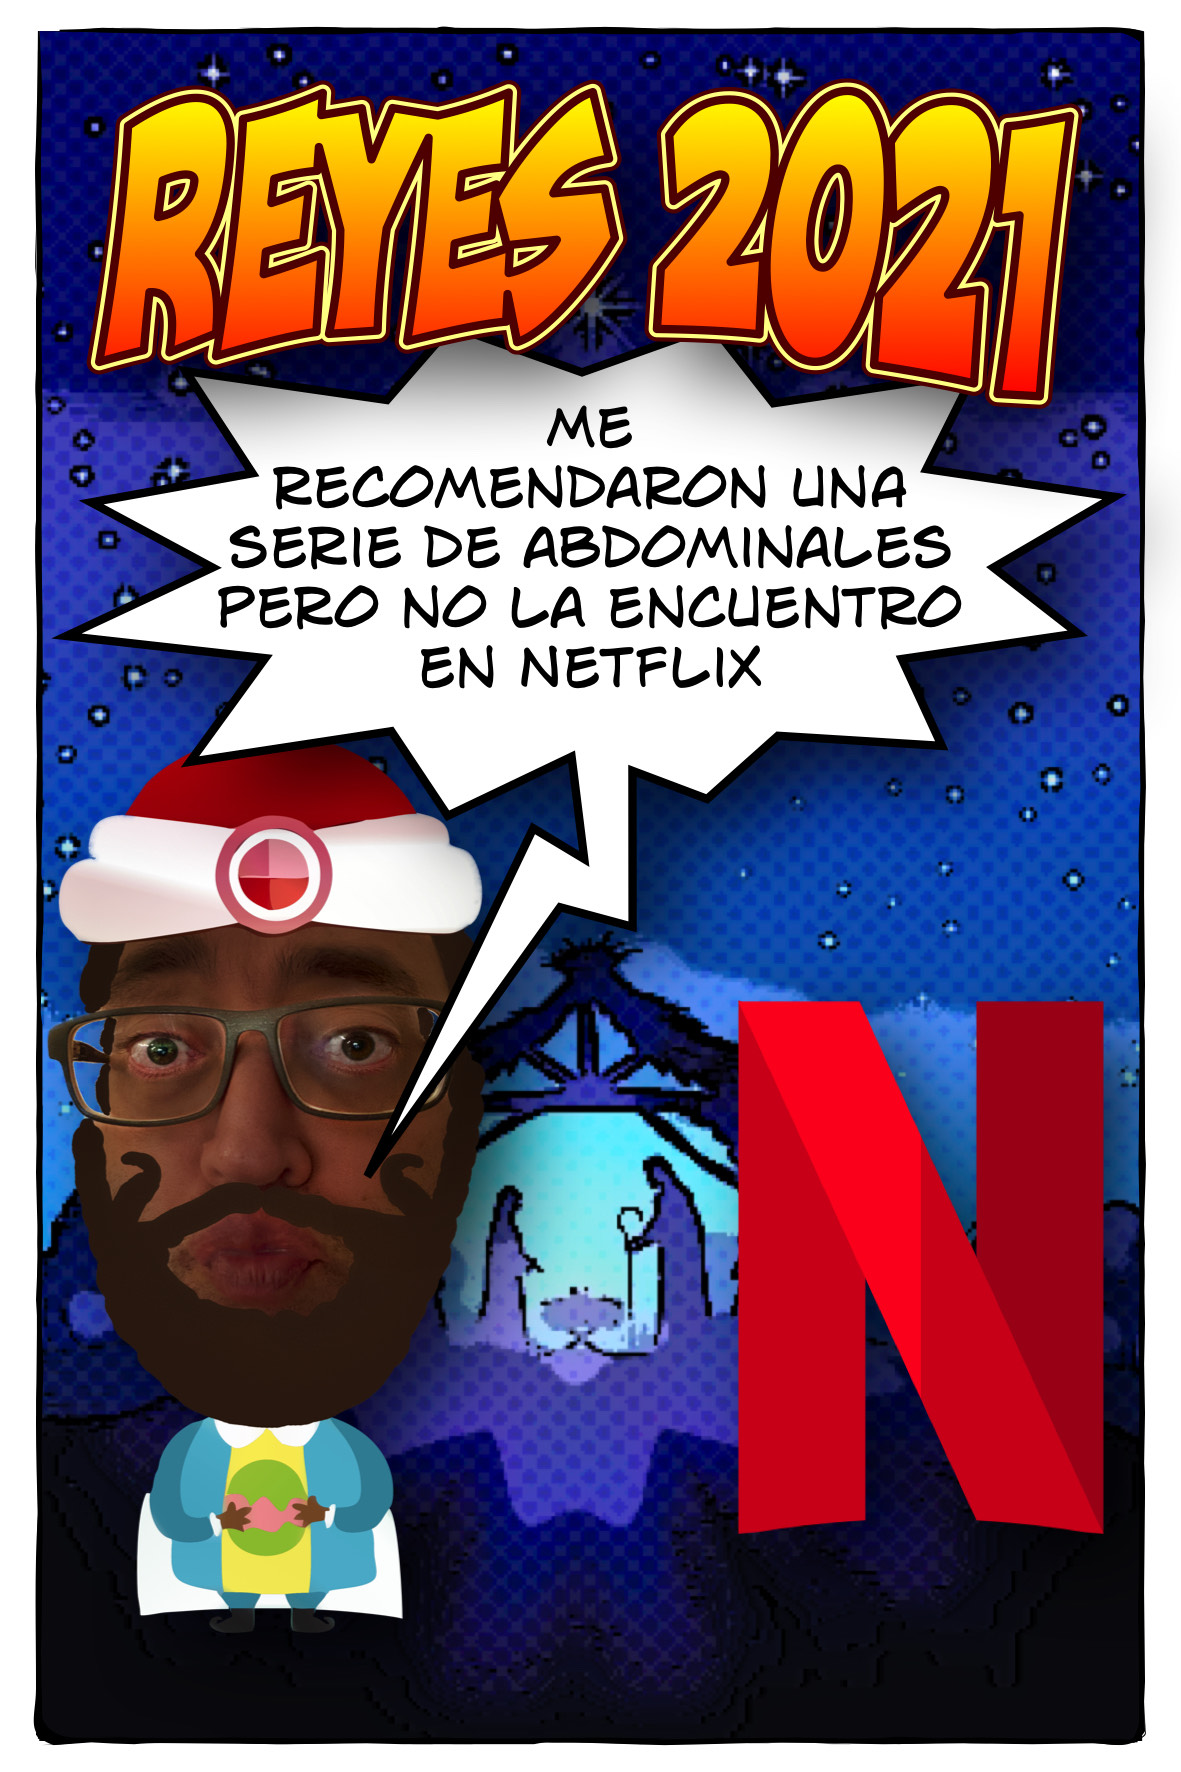 REYES 2021
ME
RECOMENDARON UNA
SERIE DE ABDOMINALES
PERO NO LA ENCUENTRO
EN NETFLIX
N